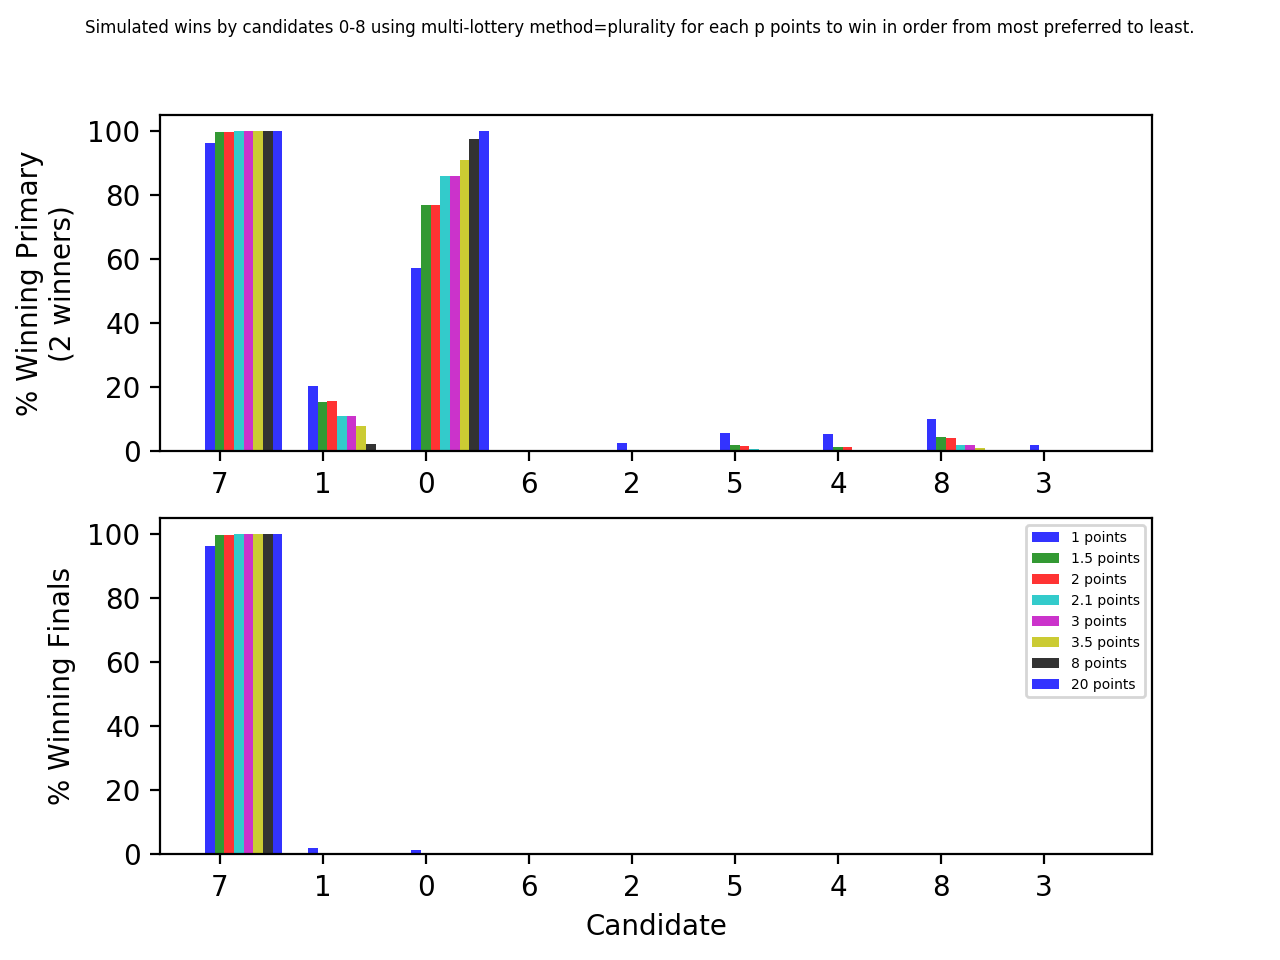 Simulated wins by candidates 0-8 using multi-lottery method=plurality for each p points to win in order from most preferred to least.
% Winning Primary
(2 winners)
100
80
60
40
20
0
7 1 0 6 2 5 4 8 3
% Winning Finals
100
80
60
40
20
0
1 points
1.5 points
2 points
2.1 points
3 points
3.5 points
8 points
20 points
7 1 0 6 2 5 4 8 3
Candidate